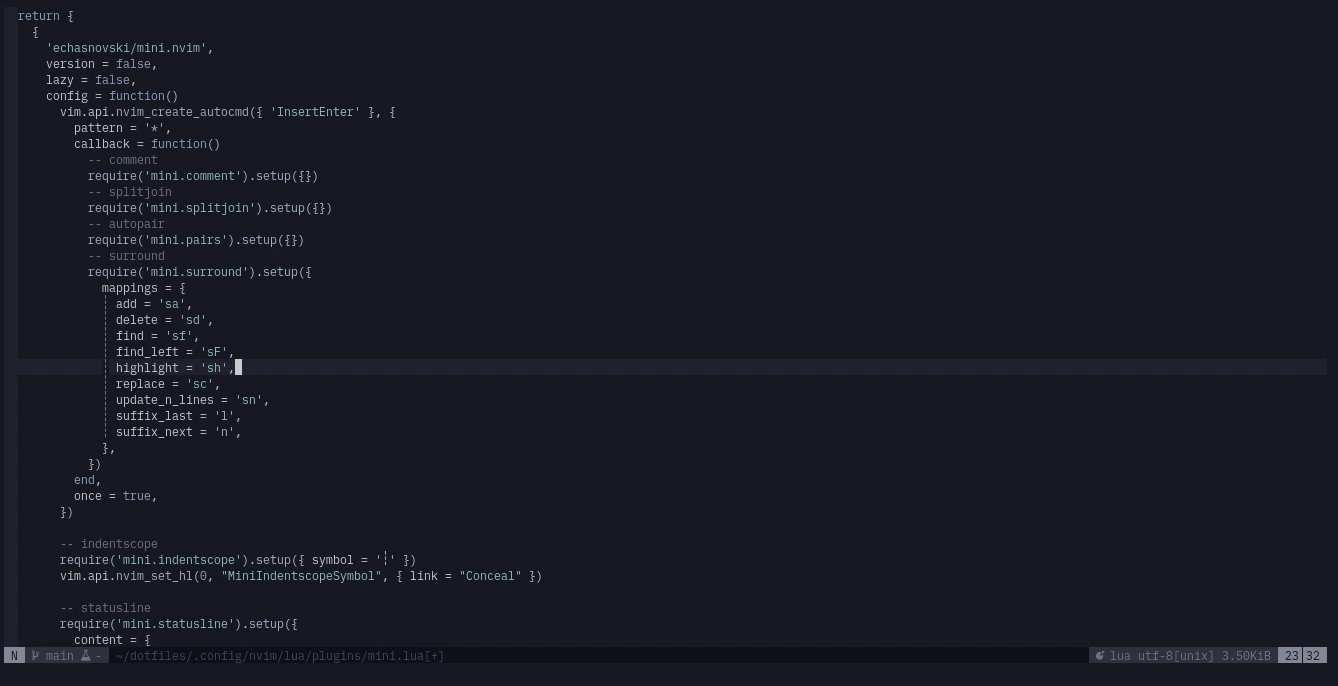 return {
  {
    'echasnovski/mini.nvim',
    version = false,
    lazy = false,
    config = function()
      vim.api.nvim_create_autocmd({ 'InsertEnter' }, {
        pattern = '*',
        callback = function()
          -- comment
          require('mini.comment').setup({})
          -- splitjoin
          require('mini.splitjoin').setup({})
          -- autopair
          require('mini.pairs').setup({})
          -- surround
          require('mini.surround').setup({
            mappings = {
              add = 'sa',
              delete = 'sd',
              find = 'sf',
              find_left = 'sF',
              highlight = 'sh',
              replace = 'sc',
              update_n_lines = 'sn',
              suffix_last = 'l',
              suffix_next = 'n',
            },
          })
        end,
        once = true,
      })

      -- indentscope
      require('mini.indentscope').setup({ symbol = '┆' })
      vim.api.nvim_set_hl(0, "MiniIndentscopeSymbol", { link = "Conceal" })

      -- statusline
      require('mini.statusline').setup({
        content = {
N main - ~/dotfiles/.config/nvim/lua/plugins/mini.lua[+] lua utf-8[unix] 3.50KiB 23|32